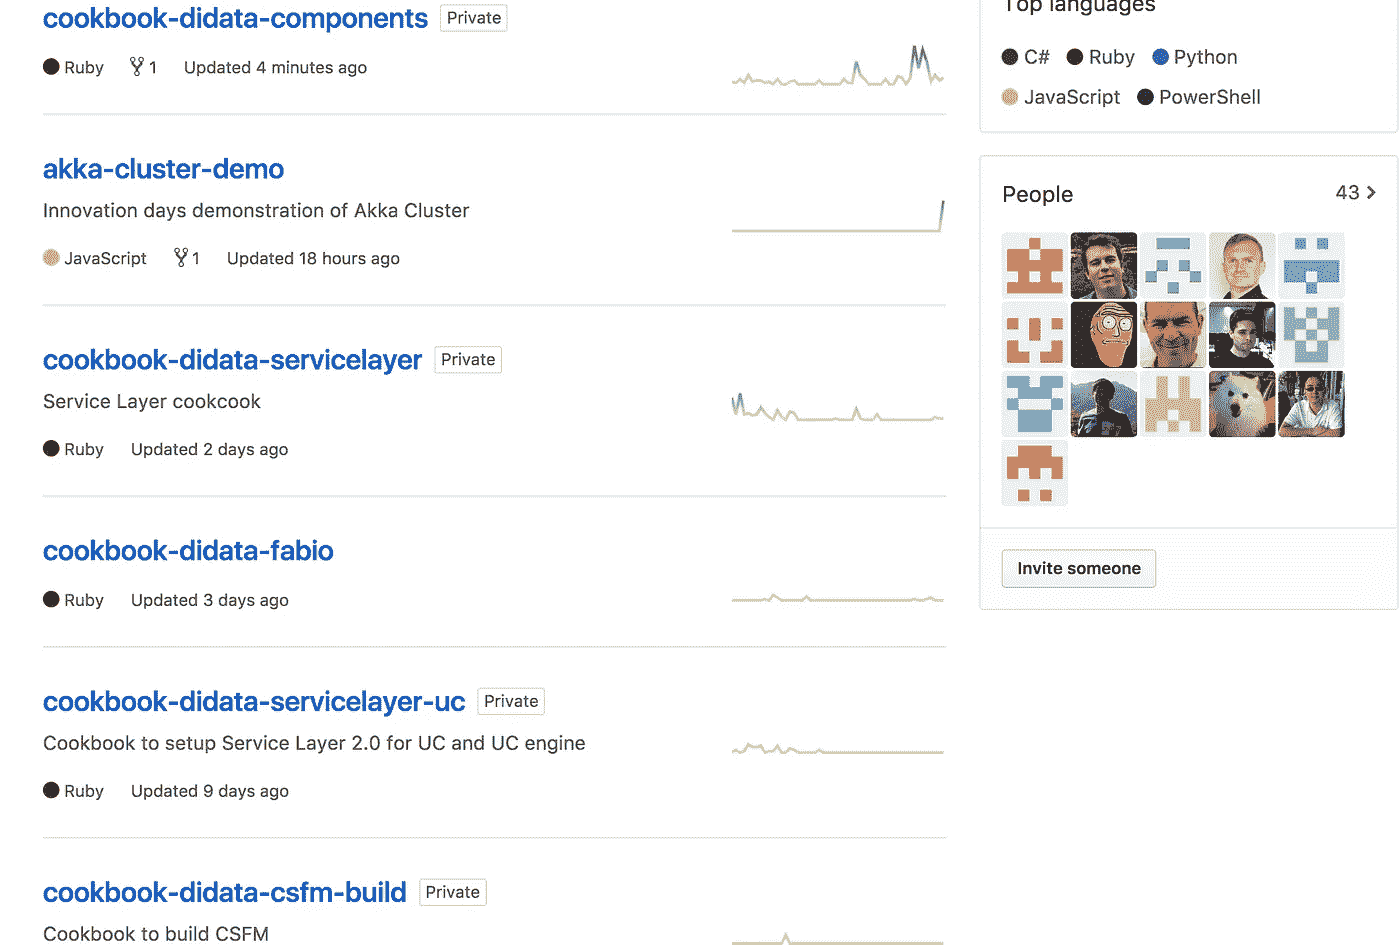 cookbook-didata-components Private
Ruby 1 Updated 4 minutes ago
akka-cluster-demo
Innovation days demonstration of Akka Cluster
JavaScript 1 Updated 18 hours ago
cookbook-didata-servicelayer Private
Service Layer cookcook
Ruby Updated 2 days ago
cookbook-didata-fabio
Ruby Updated 3 days ago
cookbook-didata-servicelayer-uc Private
Cookbook to setup Service Layer 2.0 for UC and UC engine
Ruby Updated 9 days ago
cookbook-didata-csfm-build Private
Cookbook to build CSFM
Top languages
C# Ruby Python
JavaScript PowerShell
People 43 >
Invite someone